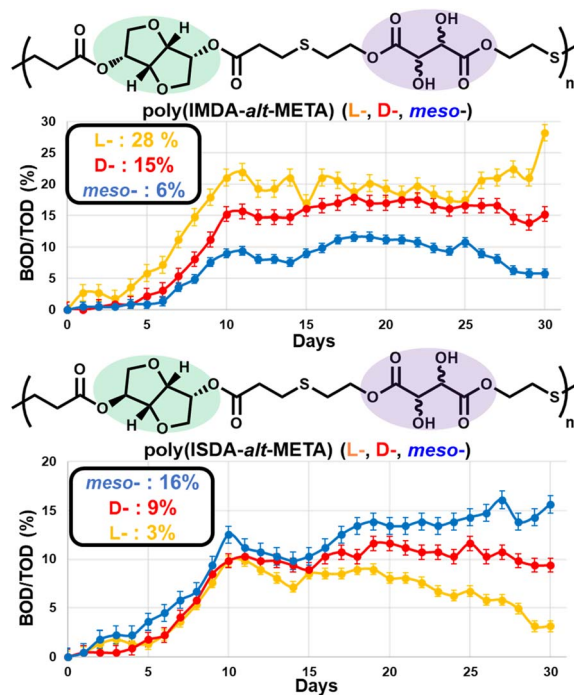 O
O
O
O
O
S
O
O
OH
OH
O
O
S
n
poly(IMDA-alt-META) (L-, D-, meso-)
L- : 28 %
D- : 15%
meso- : 6%
BOD/TOD (%)
30
25
20
15
10
5
0
0 5 10 15 20 25 30
Days
O
O
O
H
H
O
O
O
S
O
O
OH
OH
O
O
S
n
poly(ISDA-alt-META) (L-, D-, meso-)
meso- : 16%
D- : 9%
L- : 3%
BOD/TOD (%)
20
15
10
5
0
0 5 10 15 20 25 30
Days